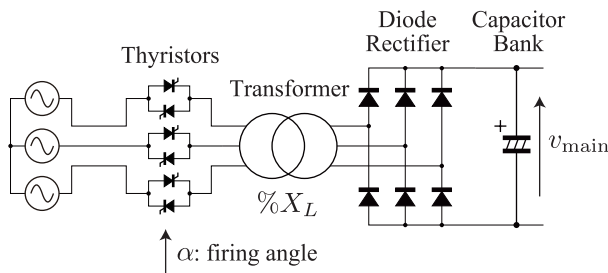 Diode
Rectifier
Capacitor
Bank
Thyristors
Transformer
+
v_main
%X_L
α: firing angle